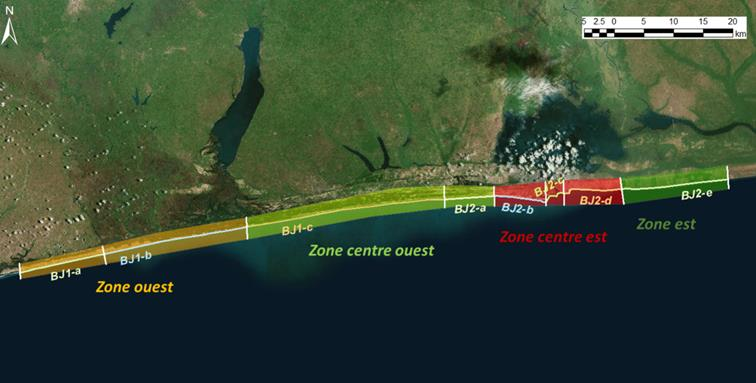 N
5 2.5 0 5 10 15 20
km
BJ1-a
BJ1-b
BJ1-c
BJ2-a
BJ2-b
BJ2-c
BJ2-d
BJ2-e
Zone ouest
Zone centre ouest
Zone centre est
Zone est